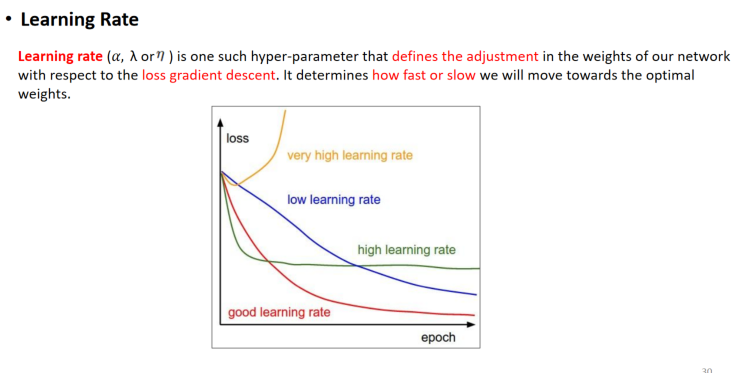 • Learning Rate
Learning rate (α, λ or η ) is one such hyper-parameter that defines the adjustment in the weights of our network
with respect to the loss gradient descent. It determines how fast or slow we will move towards the optimal
weights.
loss
very high learning rate
low learning rate
high learning rate
good learning rate
epoch
30